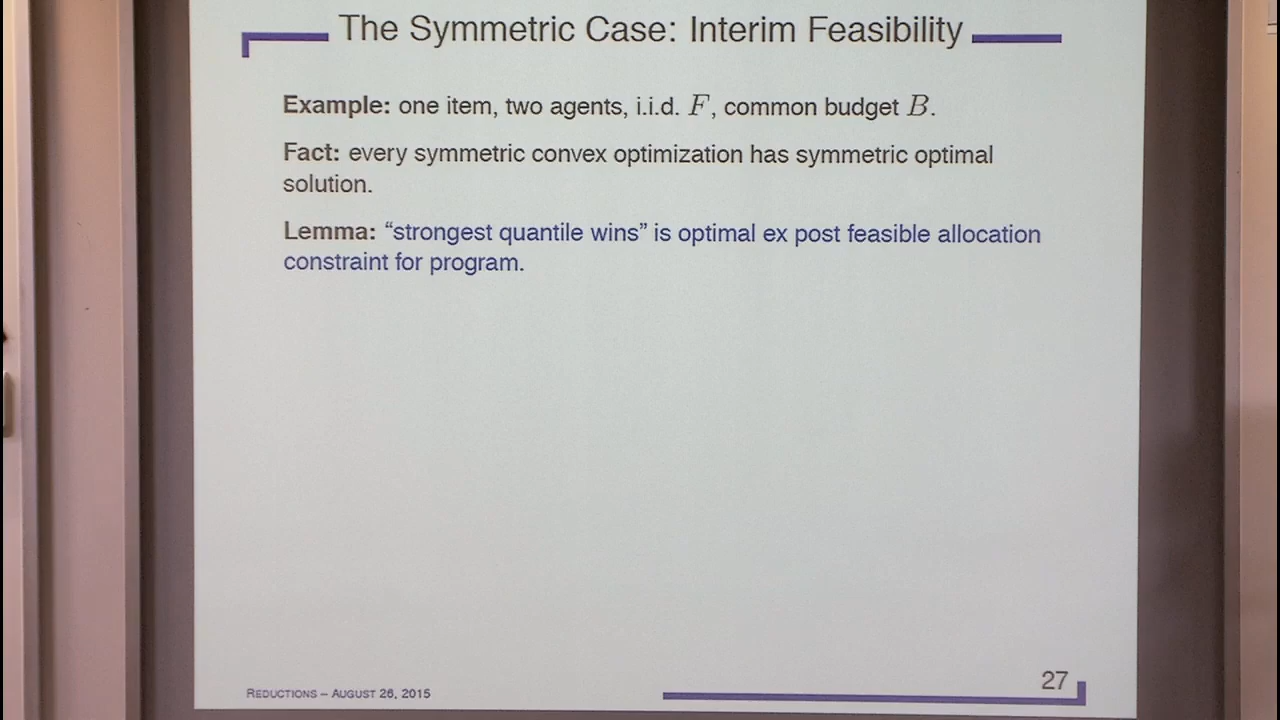 The Symmetric Case: Interim Feasibility
Example: one item, two agents, i.i.d. F, common budget B.
Fact: every symmetric convex optimization has symmetric optimal
solution.
Lemma: “strongest quantile wins” is optimal ex post feasible allocation
constraint for program.
REDUCTIONS – AUGUST 26, 2015
27